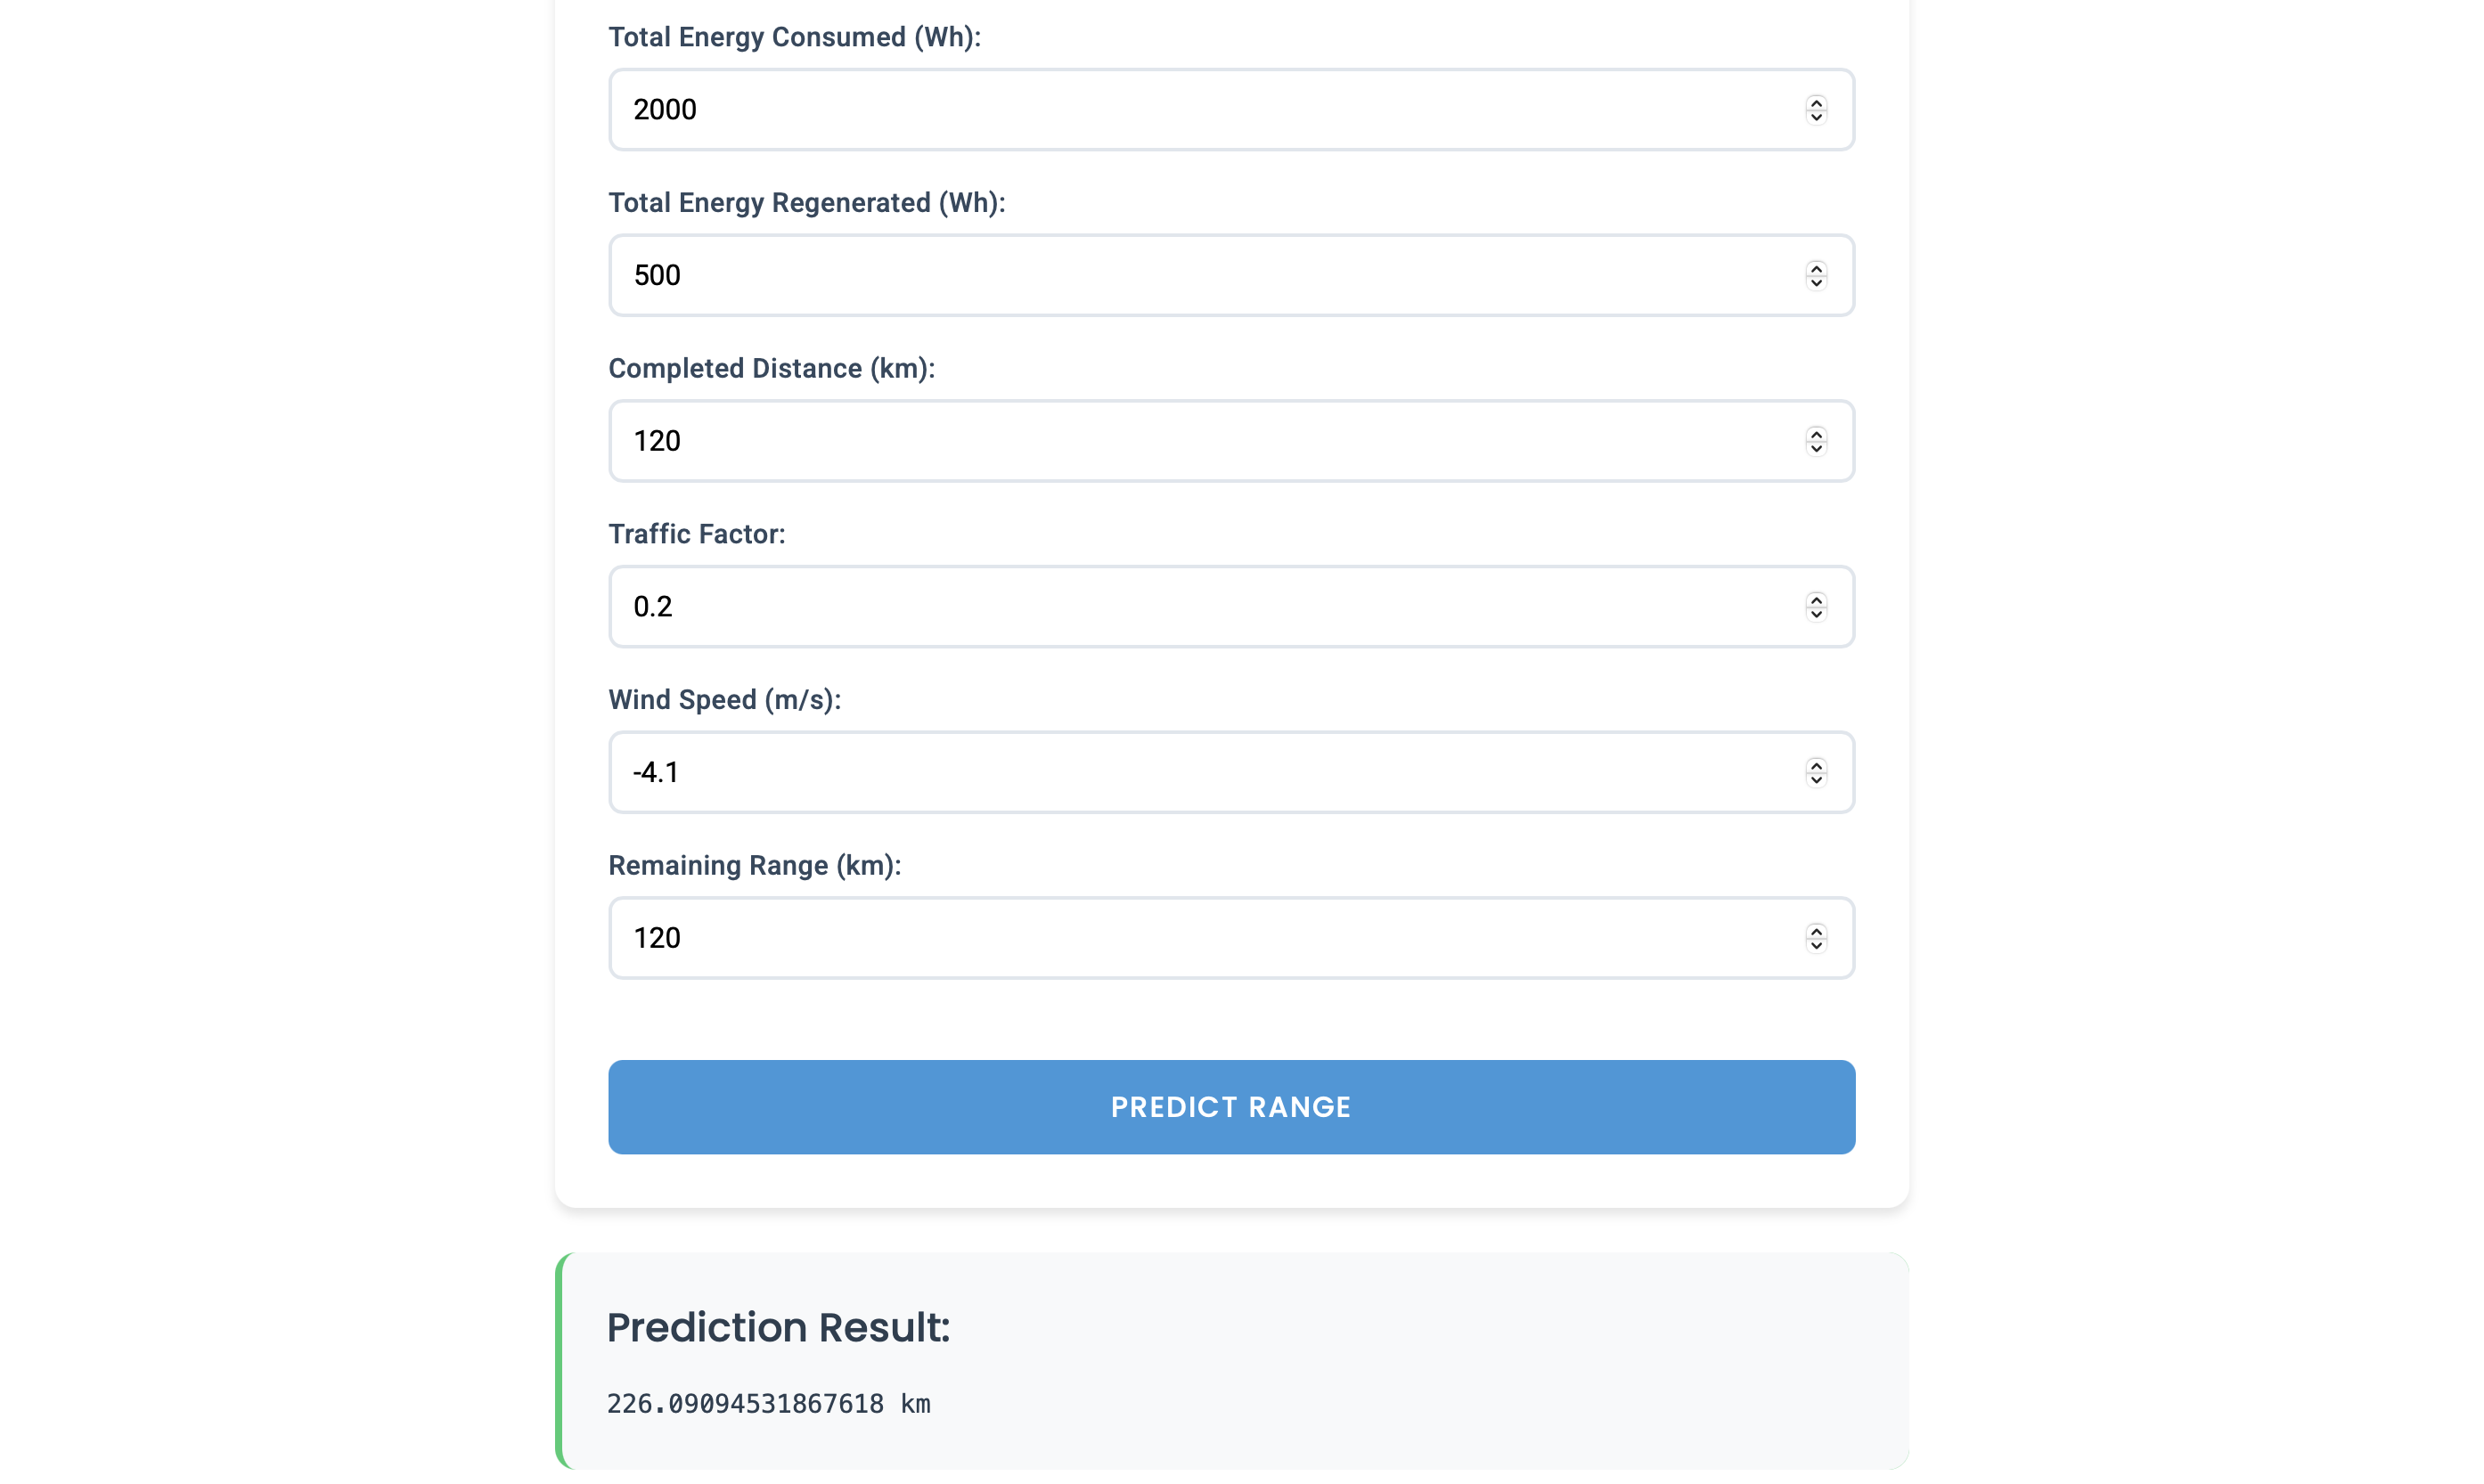 Total Energy Consumed (Wh):
2000
Total Energy Regenerated (Wh):
500
Completed Distance (km):
120
Traffic Factor:
0.2
Wind Speed (m/s):
-4.1
Remaining Range (km):
120
PREDICT RANGE
Prediction Result:
226.09094531867618 km